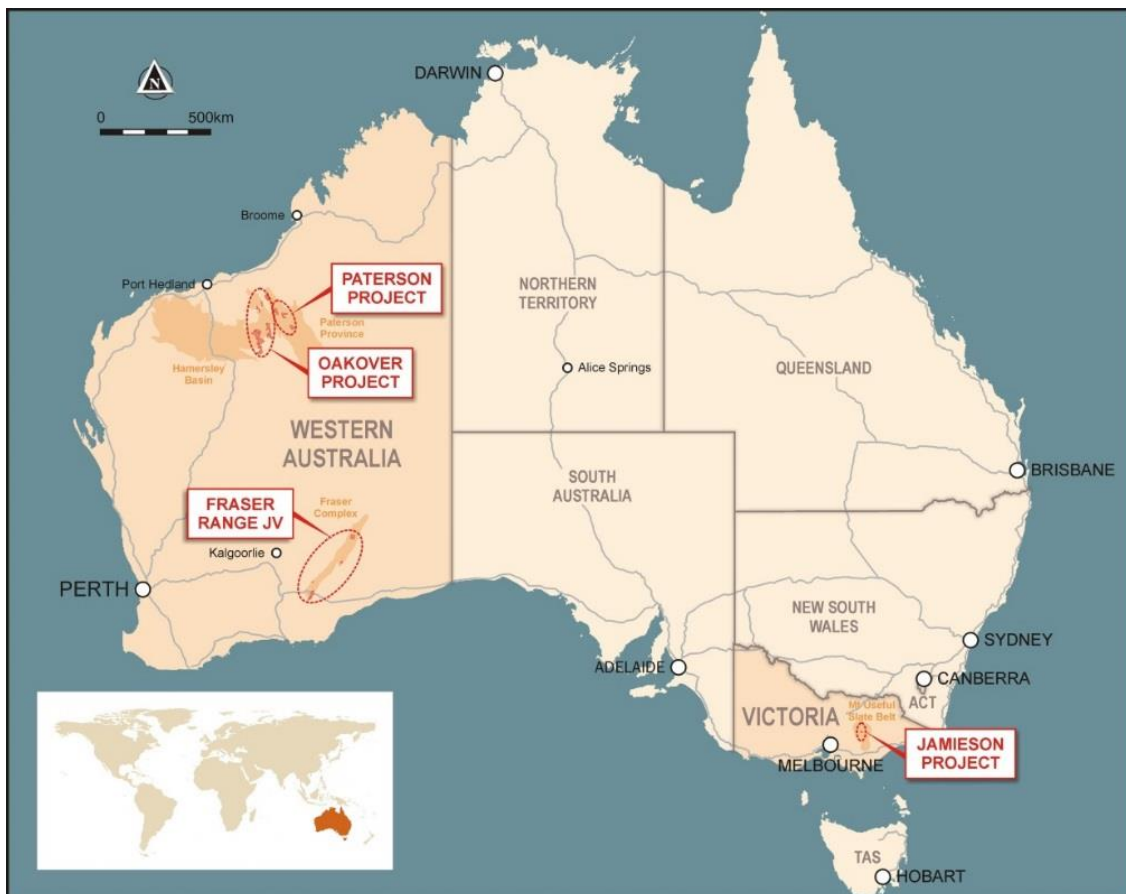 DARWIN
N
0
500km
Broome
Port Hedland
PATERSON
PROJECT
NORTHERN
TERRITORY
Paterson
Province
Hamersley
Basin
OAKOVER
PROJECT
Alice Springs
QUEENSLAND
WESTERN
AUSTRALIA
SOUTH
AUSTRALIA
BRISBANE
FRASER
RANGE JV
Fraser
Complex
Kalgoorlie
PERTH
NEW SOUTH
WALES
SYDNEY
ADELAIDE
CANBERRA
ACT
Mt Useful
Slate Belt
VICTORIA
MELBOURNE
JAMIESON
PROJECT
TAS
HOBART